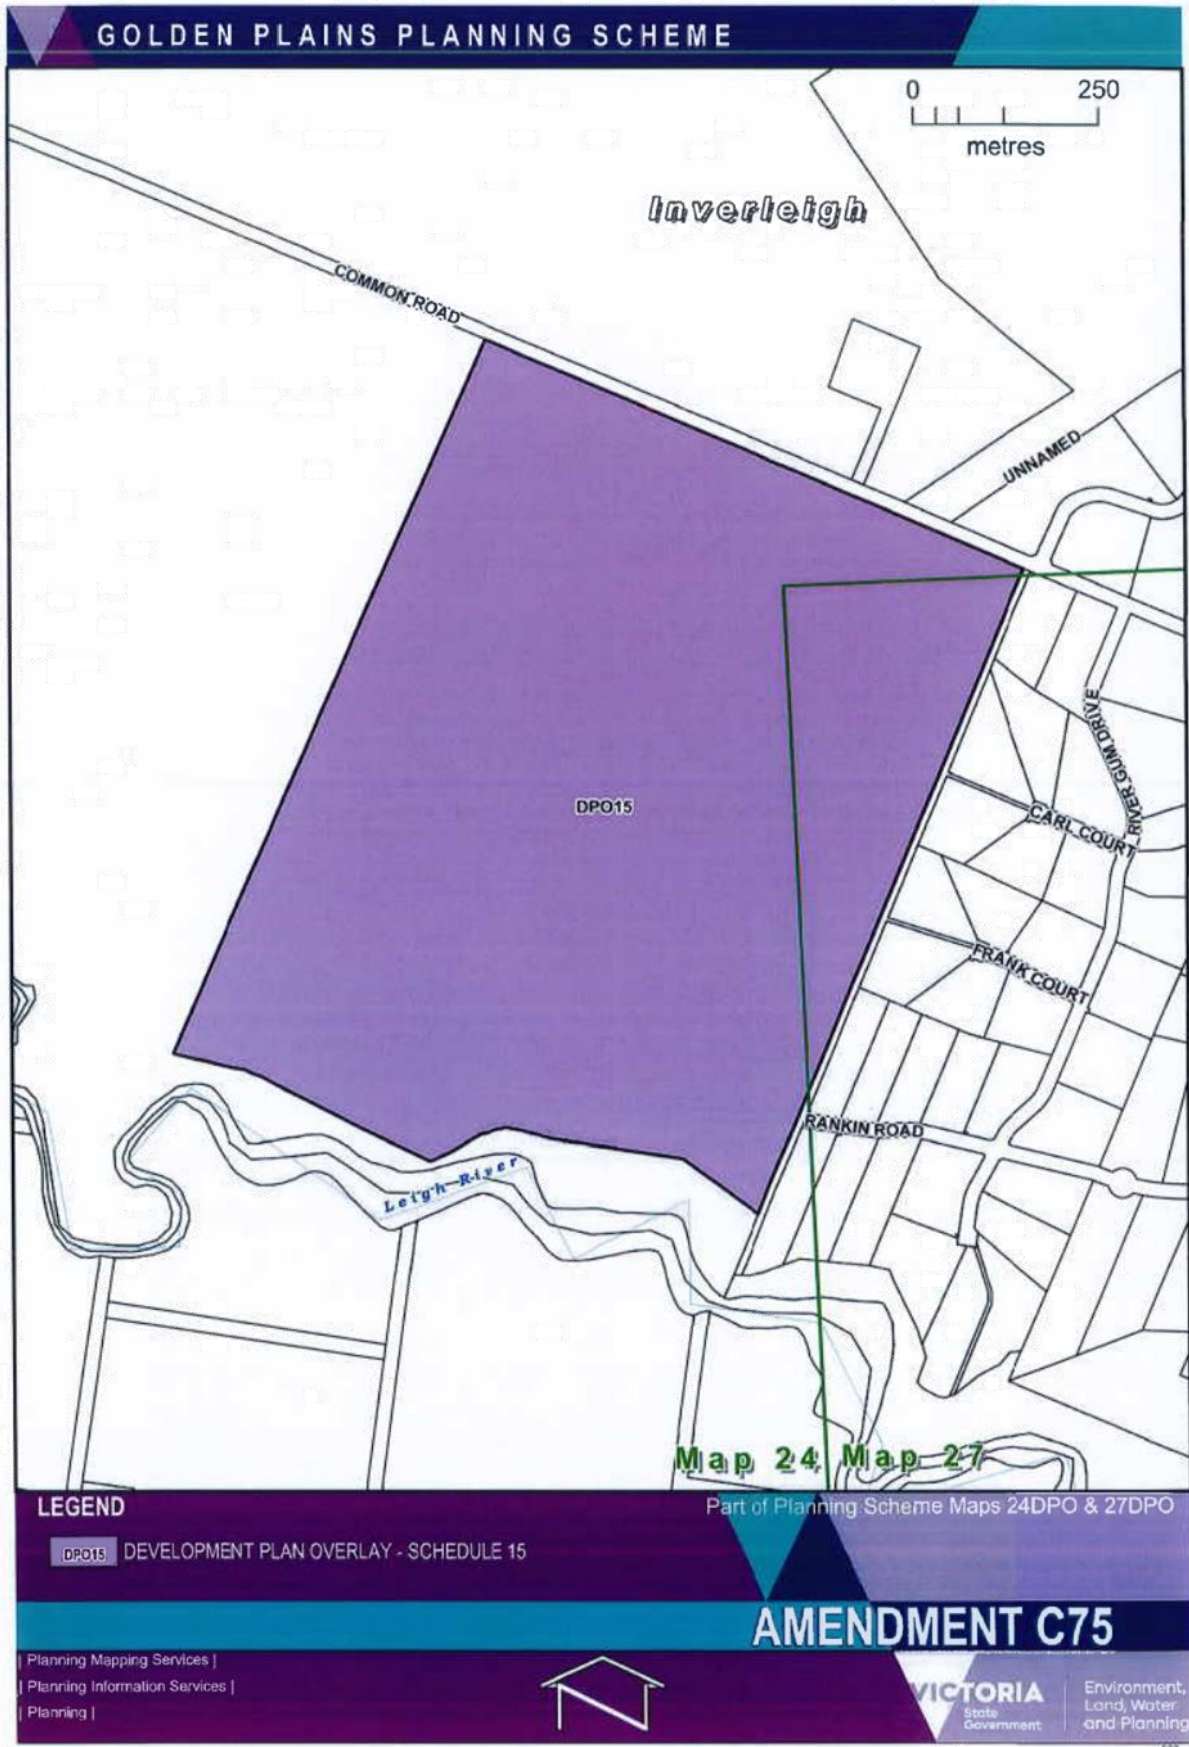 GOLDEN PLAINS PLANNING SCHEME
0 250
metres
Inverleigh
COMMON ROAD
UNNAMED
RIVER GUM DRIVE
DPO15
CARL COURT
FRANK COURT
RANKIN ROAD
Leigh River
Map 24 Map 27
LEGEND
Part of Planning Scheme Maps 24DPO & 27DPO
DPO15 DEVELOPMENT PLAN OVERLAY - SCHEDULE 15
AMENDMENT C75
| Planning Mapping Services |
| Planning Information Services |
| Planning |
N
VICTORIA
State
Government
Environment,
Land, Water
and Planning